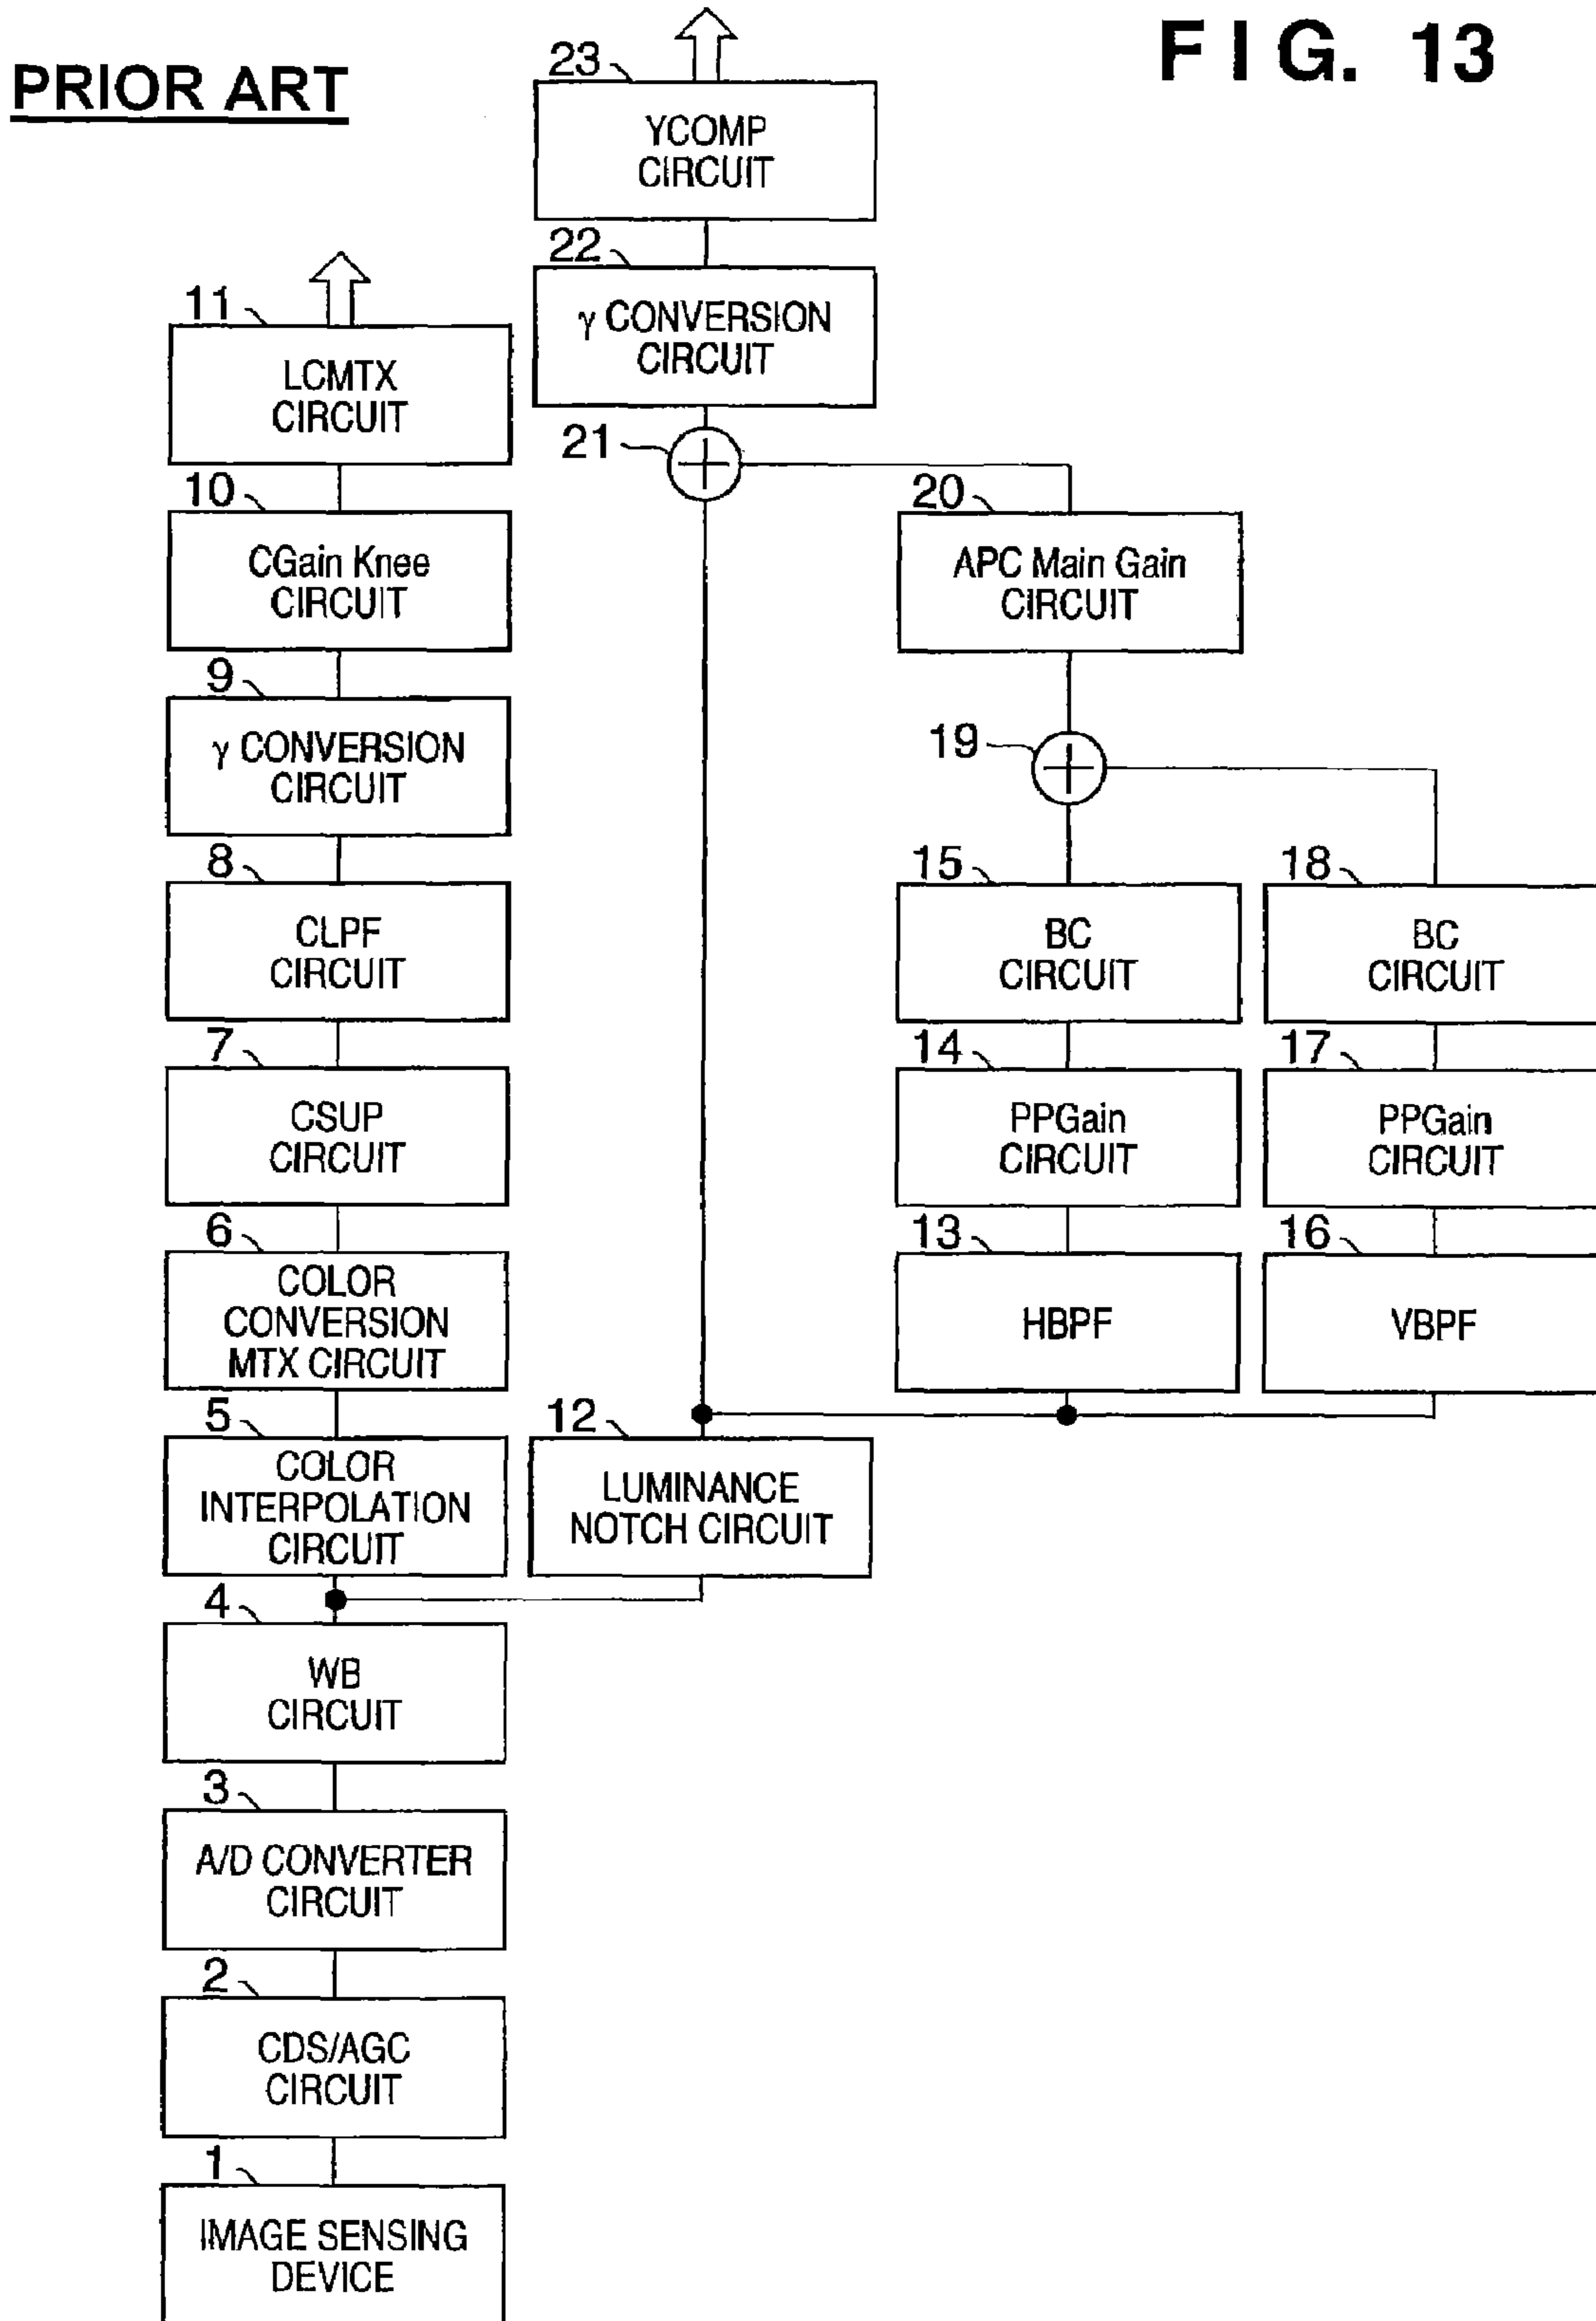 PRIOR ART
FIG. 13
23
YCOMP
CIRCUIT
22
γ CONVERSION
CIRCUIT
11
LCMTX
CIRCUIT
21
10
CGain Knee
CIRCUIT
20
APC Main Gain
CIRCUIT
9
γ CONVERSION
CIRCUIT
19
8
CLPF
CIRCUIT
15
BC
CIRCUIT
18
BC
CIRCUIT
7
CSUP
CIRCUIT
14
PPGain
CIRCUIT
17
PPGain
CIRCUIT
6
COLOR
CONVERSION
MTX CIRCUIT
13
HBPF
16
VBPF
5
COLOR
INTERPOLATION
CIRCUIT
12
LUMINANCE
NOTCH CIRCUIT
4
WB
CIRCUIT
3
A/D CONVERTER
CIRCUIT
2
CDS/AGC
CIRCUIT
1
IMAGE SENSING
DEVICE